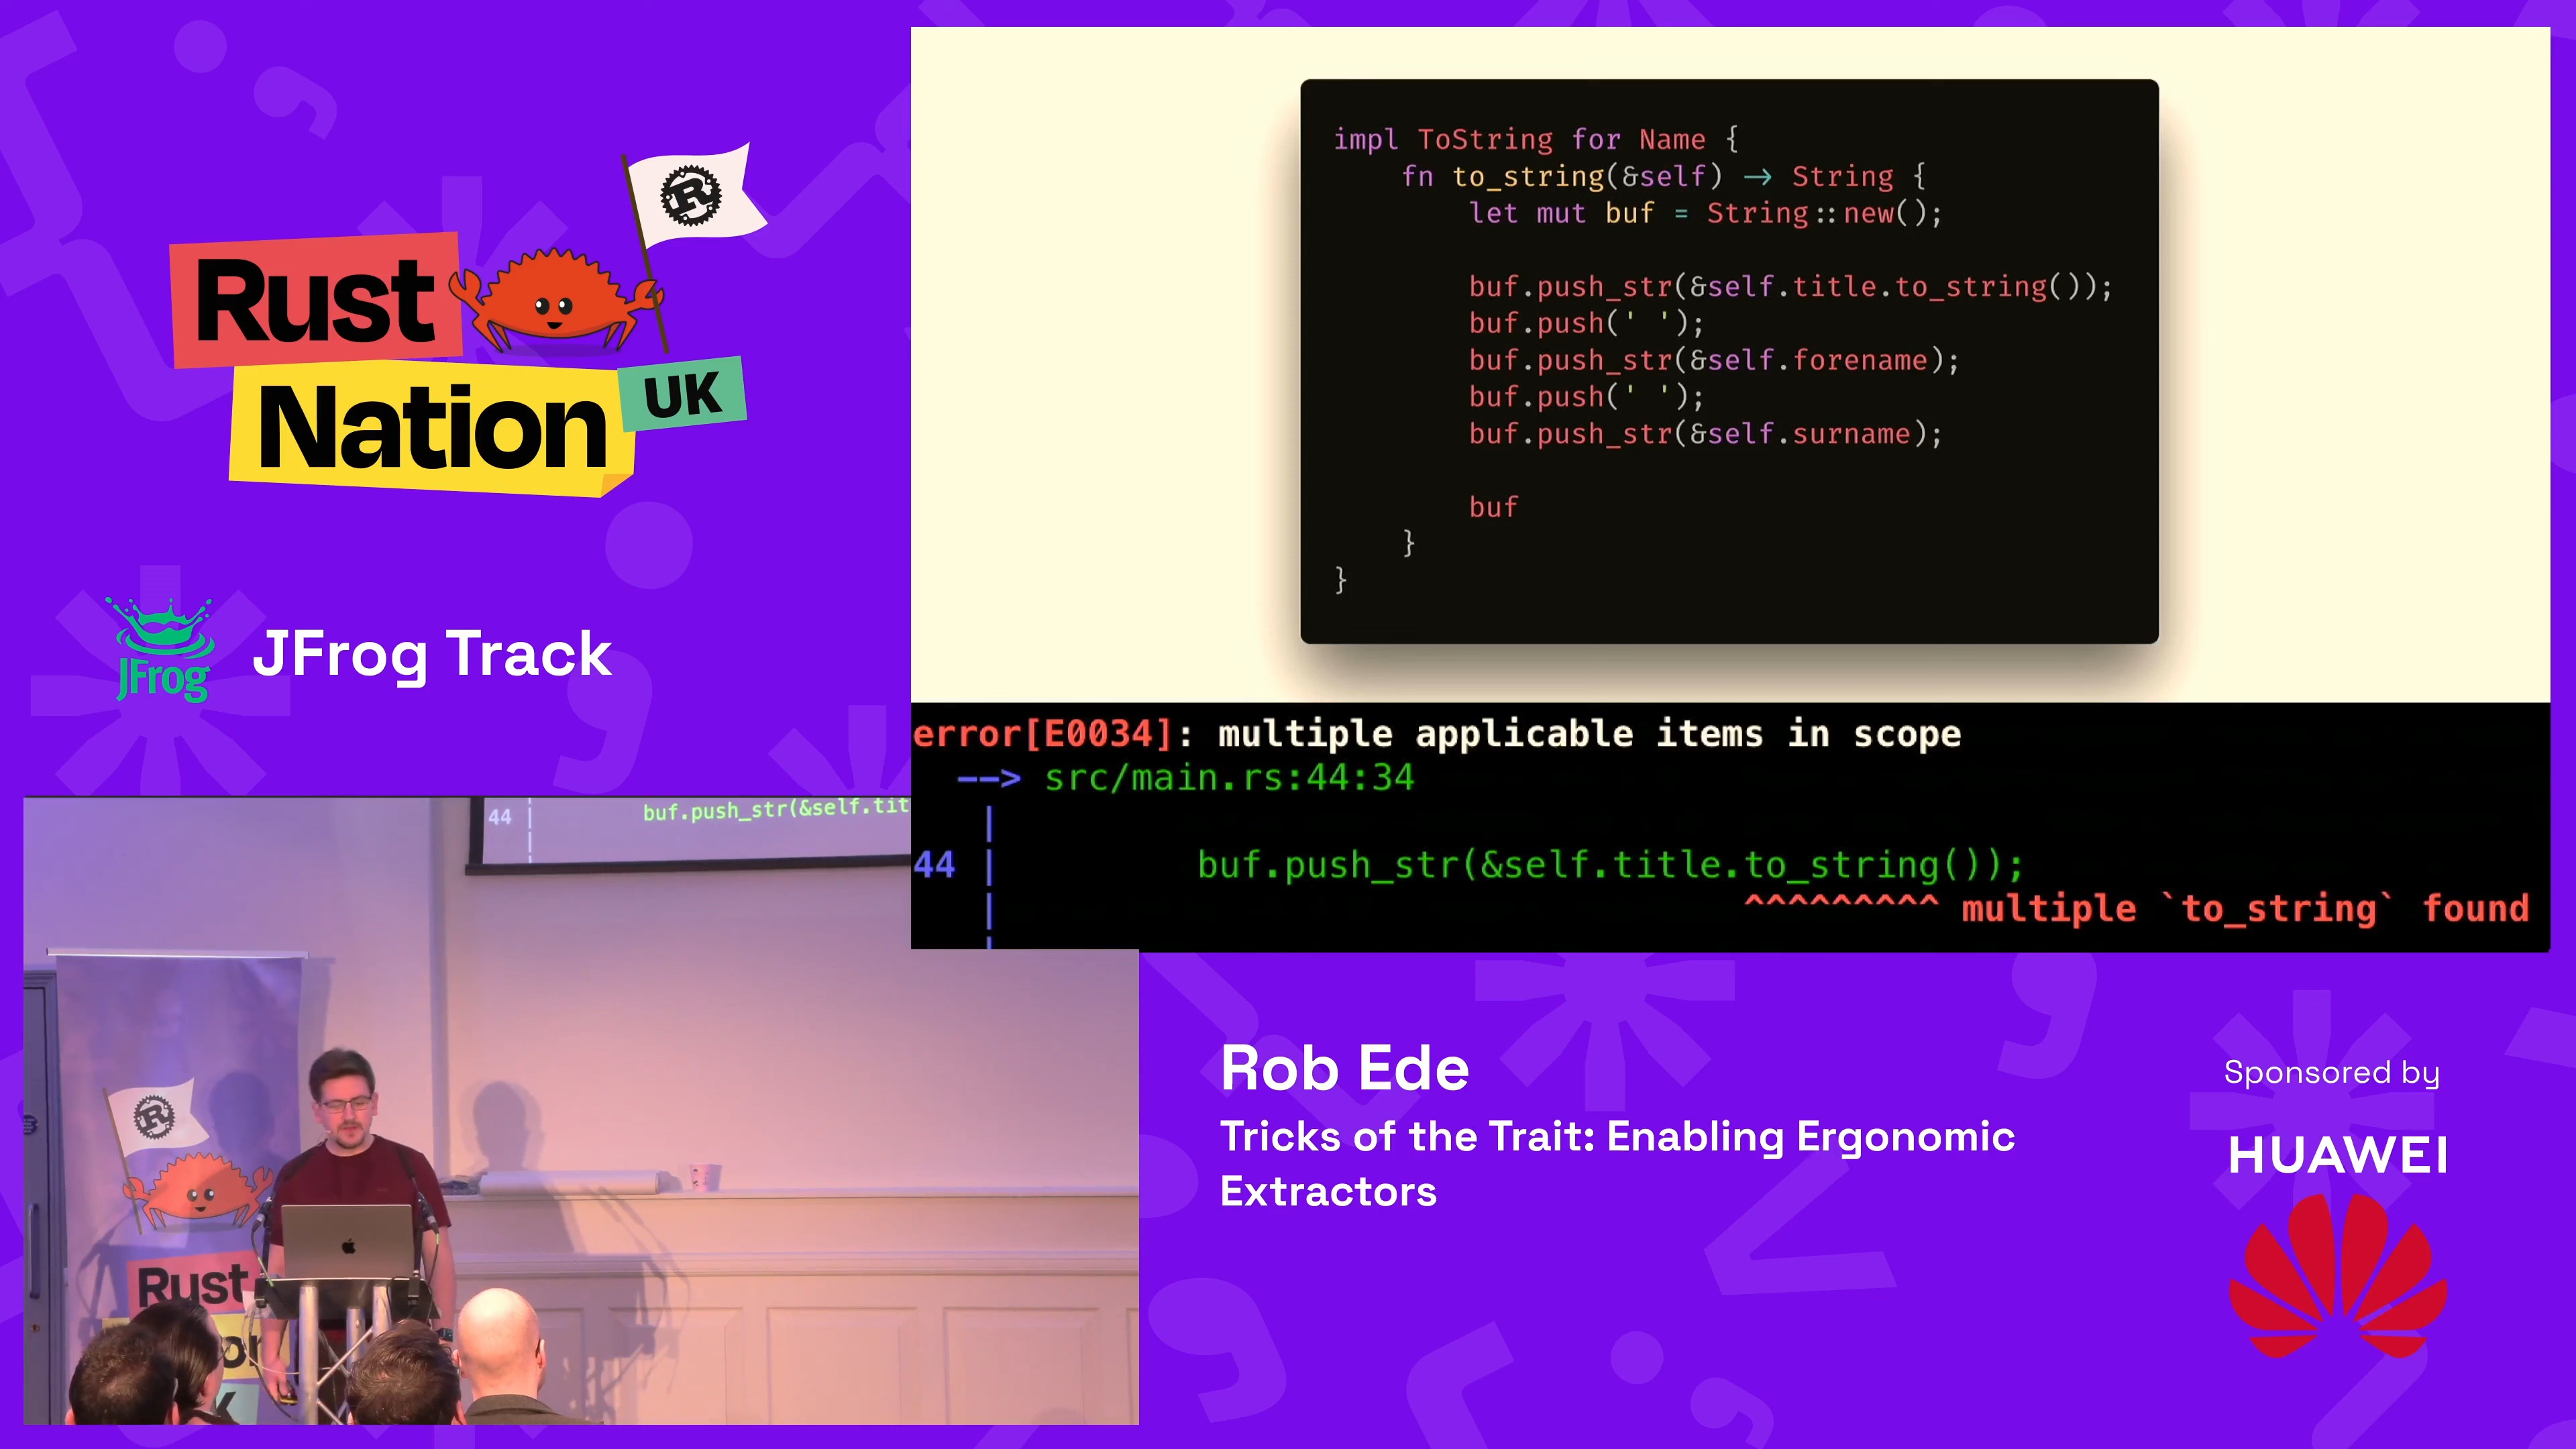 Rust
Nation
UK
JFrog
JFrog Track
impl ToString for Name {
fn to_string(&self) → String {
let mut buf = String::new();
buf.push_str(&self.title.to_string());
buf.push(' ');
buf.push_str(&self.forename);
buf.push(' ');
buf.push_str(&self.surname);
buf
}
}
error[E0034]: multiple applicable items in scope
--> src/main.rs:44:34
|
44 | buf.push_str(&self.title.to_string());
| ^^^^^^^^^ multiple `to_string` found
|
44 | buf.push_str(&self.tit
R
R
Rust
Rob Ede
Tricks of the Trait: Enabling Ergonomic
Extractors
Sponsored by
HUAWEI